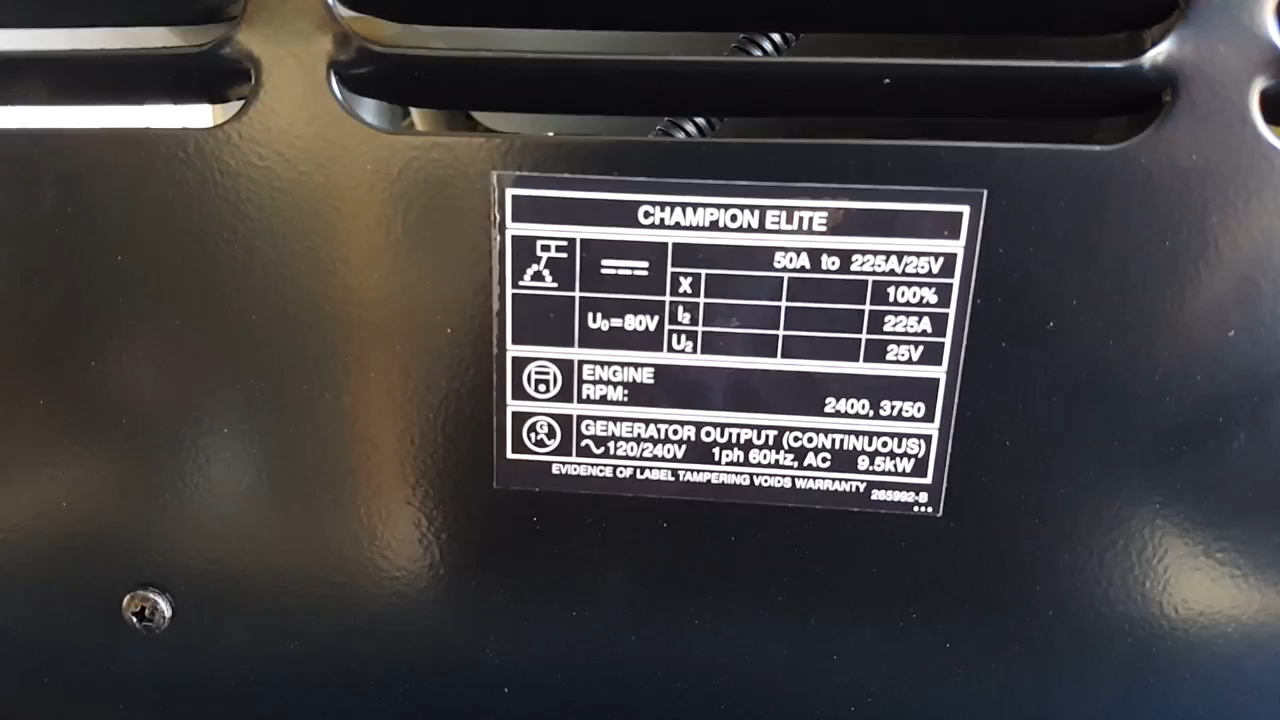 CHAMPION ELITE
50A to 225A/25V
X 100%
U₀=80V I₂ 225A
U₂ 25V
ENGINE
RPM: 2400, 3750
G
1
GENERATOR OUTPUT (CONTINUOUS)
~120/240V 1ph 60Hz, AC 9.5kW
EVIDENCE OF LABEL TAMPERING VOIDS WARRANTY 265992-B